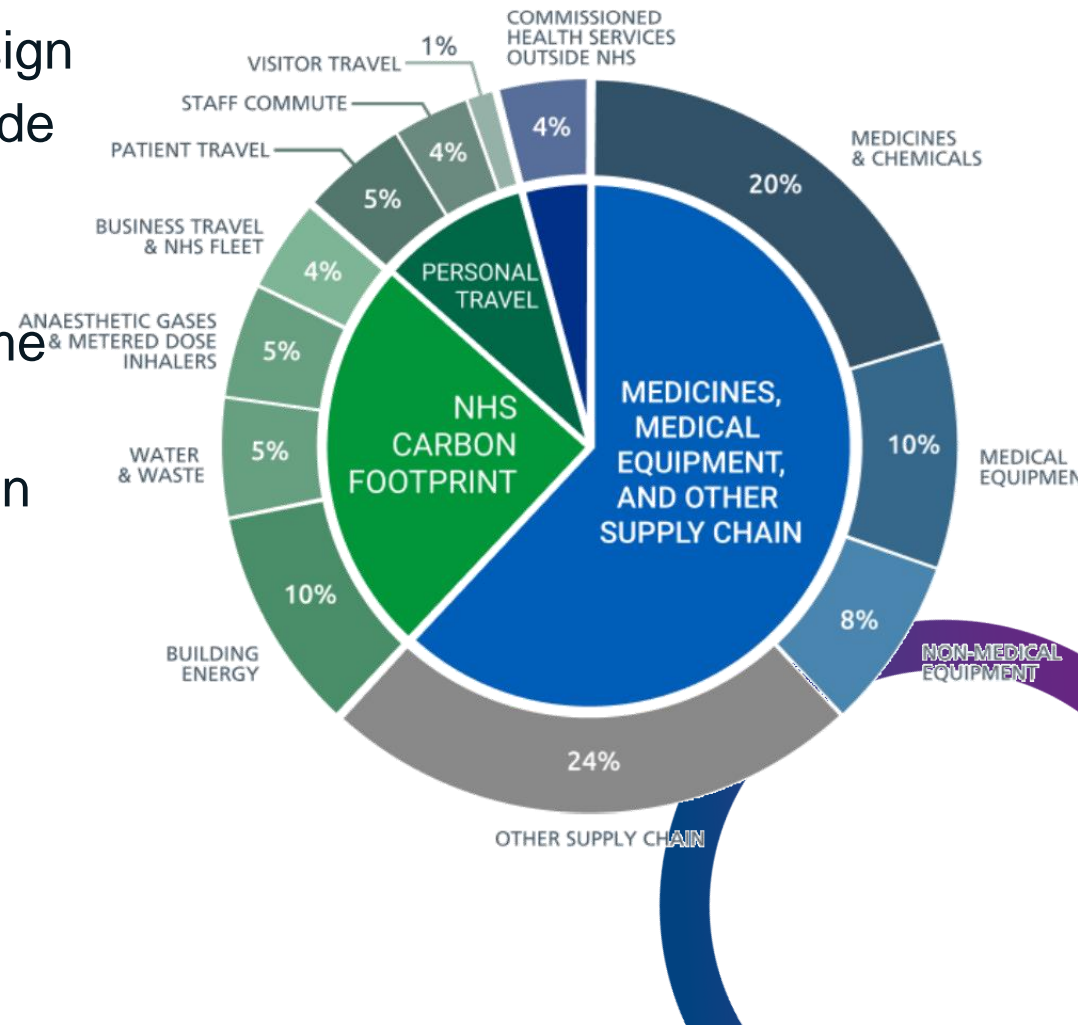 sign
de
ne
n
COMMISSIONED
HEALTH SERVICES
OUTSIDE NHS
1%
VISITOR TRAVEL
STAFF COMMUTE
PATIENT TRAVEL
BUSINESS TRAVEL
& NHS FLEET
ANAESTHETIC GASES
& METERED DOSE
INHALERS
WATER
& WASTE
BUILDING
ENERGY
OTHER SUPPLY CHAIN
NON-MEDICAL
EQUIPMENT
MEDICAL
EQUIPMEN
MEDICINES
& CHEMICALS
4%
20%
10%
8%
24%
10%
5%
5%
4%
5%
4%
PERSONAL
TRAVEL
NHS
CARBON
FOOTPRINT
MEDICINES,
MEDICAL
EQUIPMENT,
AND OTHER
SUPPLY CHAIN